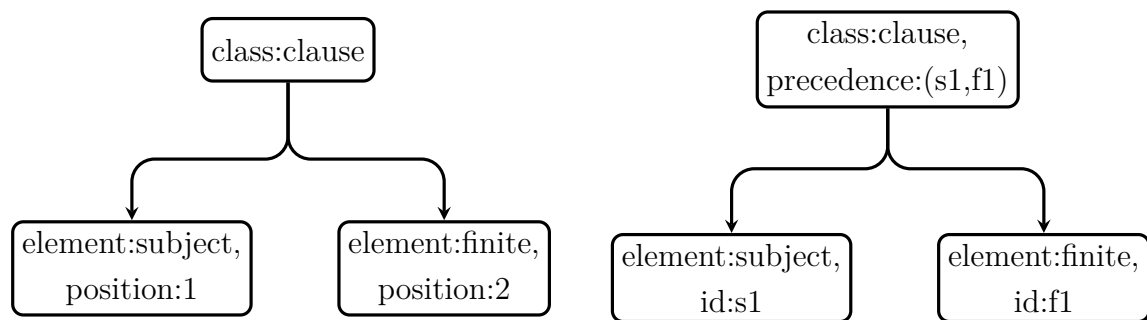 class:clause
element:subject,
position:1
element:finite,
position:2
class:clause,
precedence:(s1,f1)
element:subject,
id:s1
element:finite,
id:f1